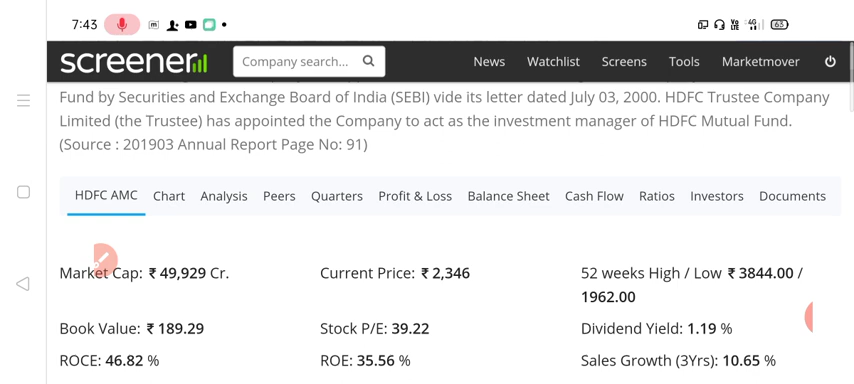 7:43
m
Vo
LTE
4G
63
screener
Company search...
News
Watchlist
Screens
Tools
Marketmover
Fund by Securities and Exchange Board of India (SEBI) vide its letter dated July 03, 2000. HDFC Trustee Company
Limited (the Trustee) has appointed the Company to act as the investment manager of HDFC Mutual Fund.
(Source : 201903 Annual Report Page No: 91)
HDFC AMC
Chart
Analysis
Peers
Quarters
Profit & Loss
Balance Sheet
Cash Flow
Ratios
Investors
Documents
Market Cap: ₹ 49,929 Cr.
Current Price: ₹ 2,346
52 weeks High / Low ₹ 3844.00 /
1962.00
Book Value: ₹ 189.29
Stock P/E: 39.22
Dividend Yield: 1.19 %
ROCE: 46.82 %
ROE: 35.56 %
Sales Growth (3Yrs): 10.65 %